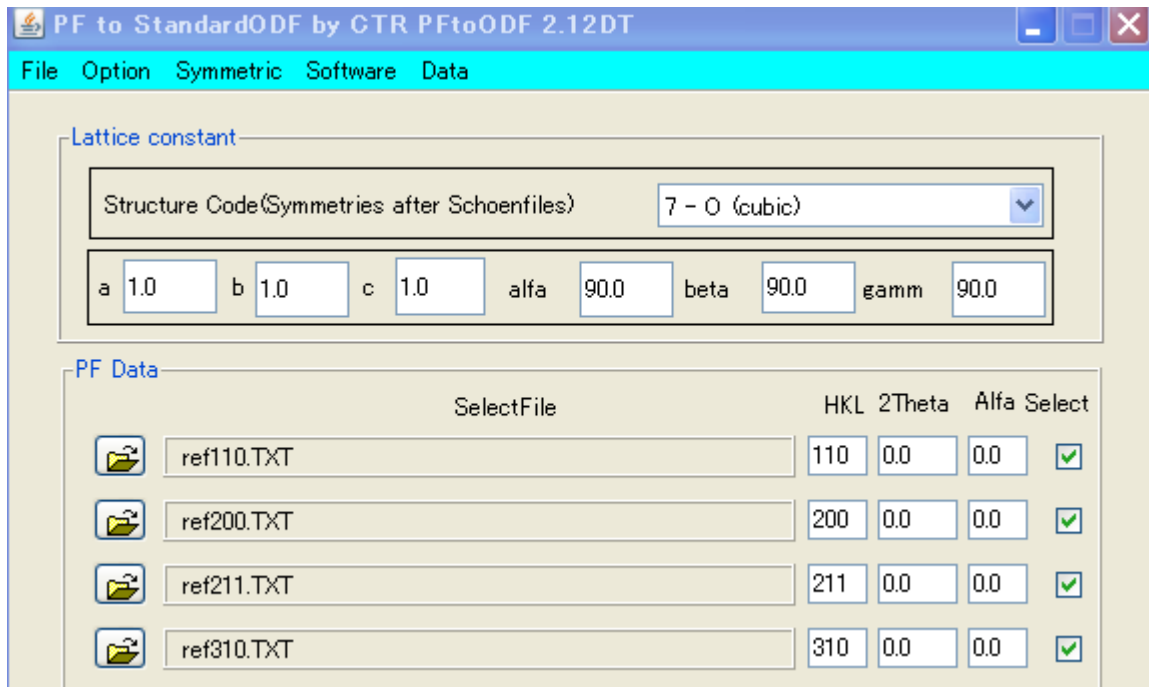 PF to StandardODF by CTR PFtoODF 2.12DT
File Option Symmetric Software Data
Lattice constant
Structure Code(Symmetries after Schoenfiles) 7 - O (cubic)
a 1.0 b 1.0 c 1.0 alfa 90.0 beta 90.0 gamm 90.0
PF Data
SelectFile HKL 2Theta Alfa Select
ref110.TXT 110 0.0 0.0
ref200.TXT 200 0.0 0.0
ref211.TXT 211 0.0 0.0
ref310.TXT 310 0.0 0.0